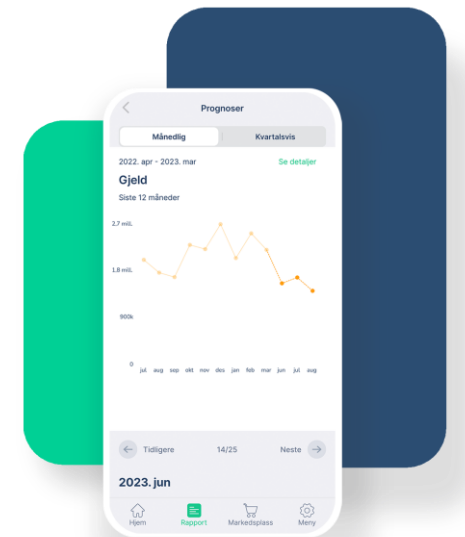 Prognoser
Månedlig Kvartalsvis
2022. apr - 2023. mar Se detaljer
Gjeld
Siste 12 måneder
2,7 mill.
1,8 mill.
900k
0
jul aug sep okt nov des jan feb mar jun jul aug
Tidligere 14/25 Neste
2023. jun
Hjem Rapport Markedsplass Meny